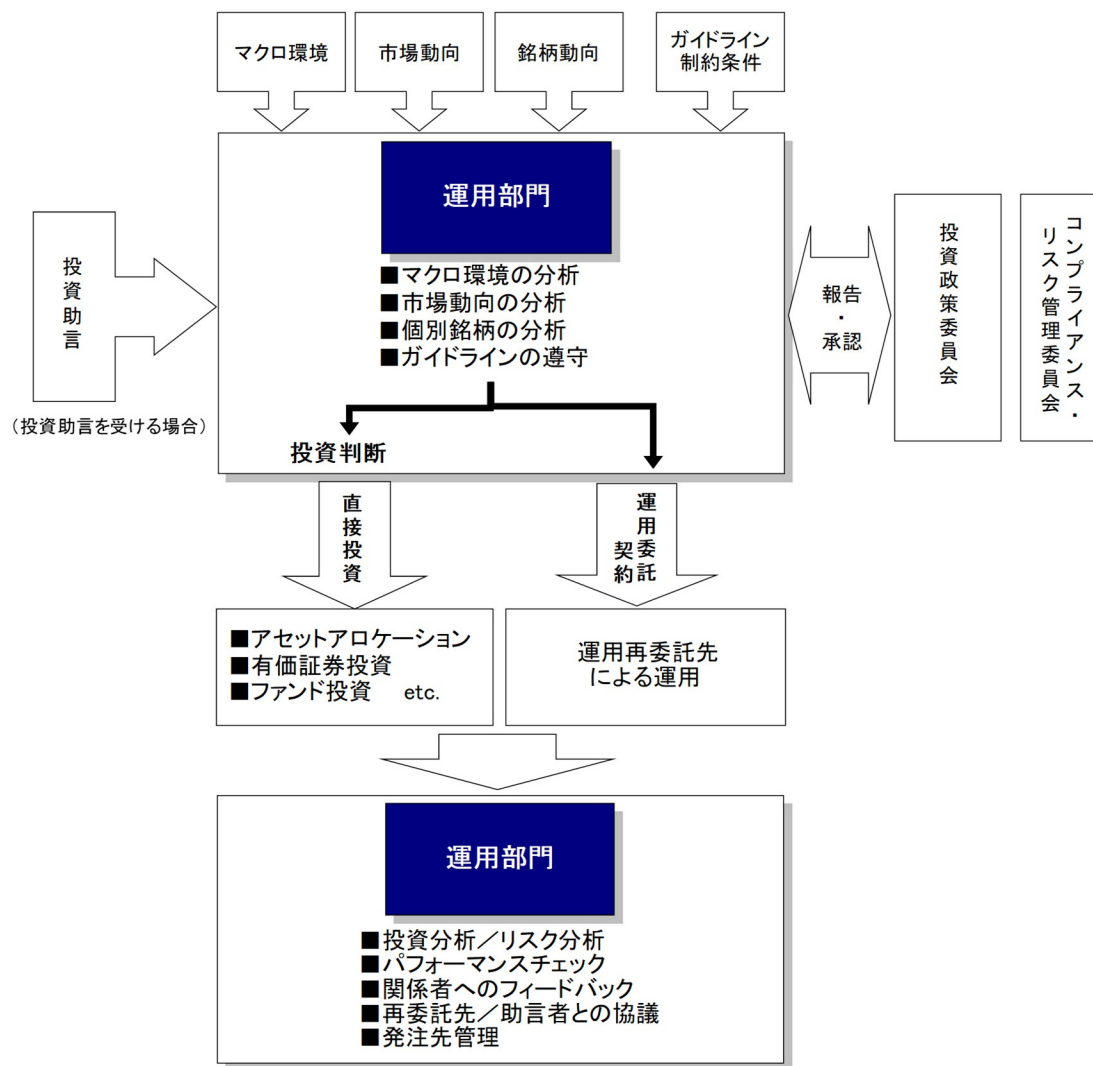 マクロ環境
市場動向
銘柄動向
ガイドライン
制約条件
運用部門
■マクロ環境の分析
■市場動向の分析
■個別銘柄の分析
■ガイドラインの遵守
投資助言
(投資助言を受ける場合)
報告
・
承認
投資政策委員会
コンプライアンス・
リスク管理委員会
投資判断
直接投資
運用委託
契約
■アセットアロケーション
■有価証券投資
■ファンド投資 etc.
運用再委託先
による運用
運用部門
■投資分析／リスク分析
■パフォーマンスチェック
■関係者へのフィードバック
■再委託先／助言者との協議
■発注先管理